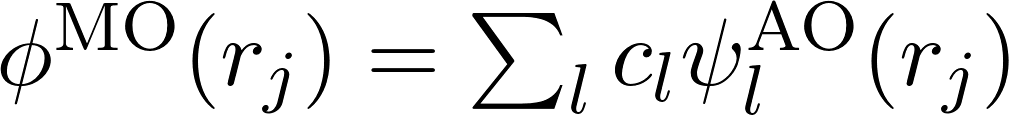 ϕ^MO(r_j) = ∑_l c_l ψ_l^AO(r_j)